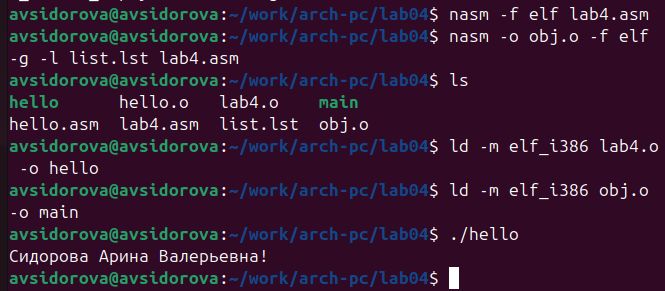 avsidorova@avsidorova:~/work/arch-pc/lab04$ nasm -f elf lab4.asm
avsidorova@avsidorova:~/work/arch-pc/lab04$ nasm -o obj.o -f elf
-g -l list.lst lab4.asm
avsidorova@avsidorova:~/work/arch-pc/lab04$ ls
hello hello.o lab4.o main
hello.asm lab4.asm list.lst obj.o
avsidorova@avsidorova:~/work/arch-pc/lab04$ ld -m elf_i386 lab4.o
-o hello
avsidorova@avsidorova:~/work/arch-pc/lab04$ ld -m elf_i386 obj.o
-o main
avsidorova@avsidorova:~/work/arch-pc/lab04$ ./hello
Сидорова Арина Валерьевна!
avsidorova@avsidorova:~/work/arch-pc/lab04$